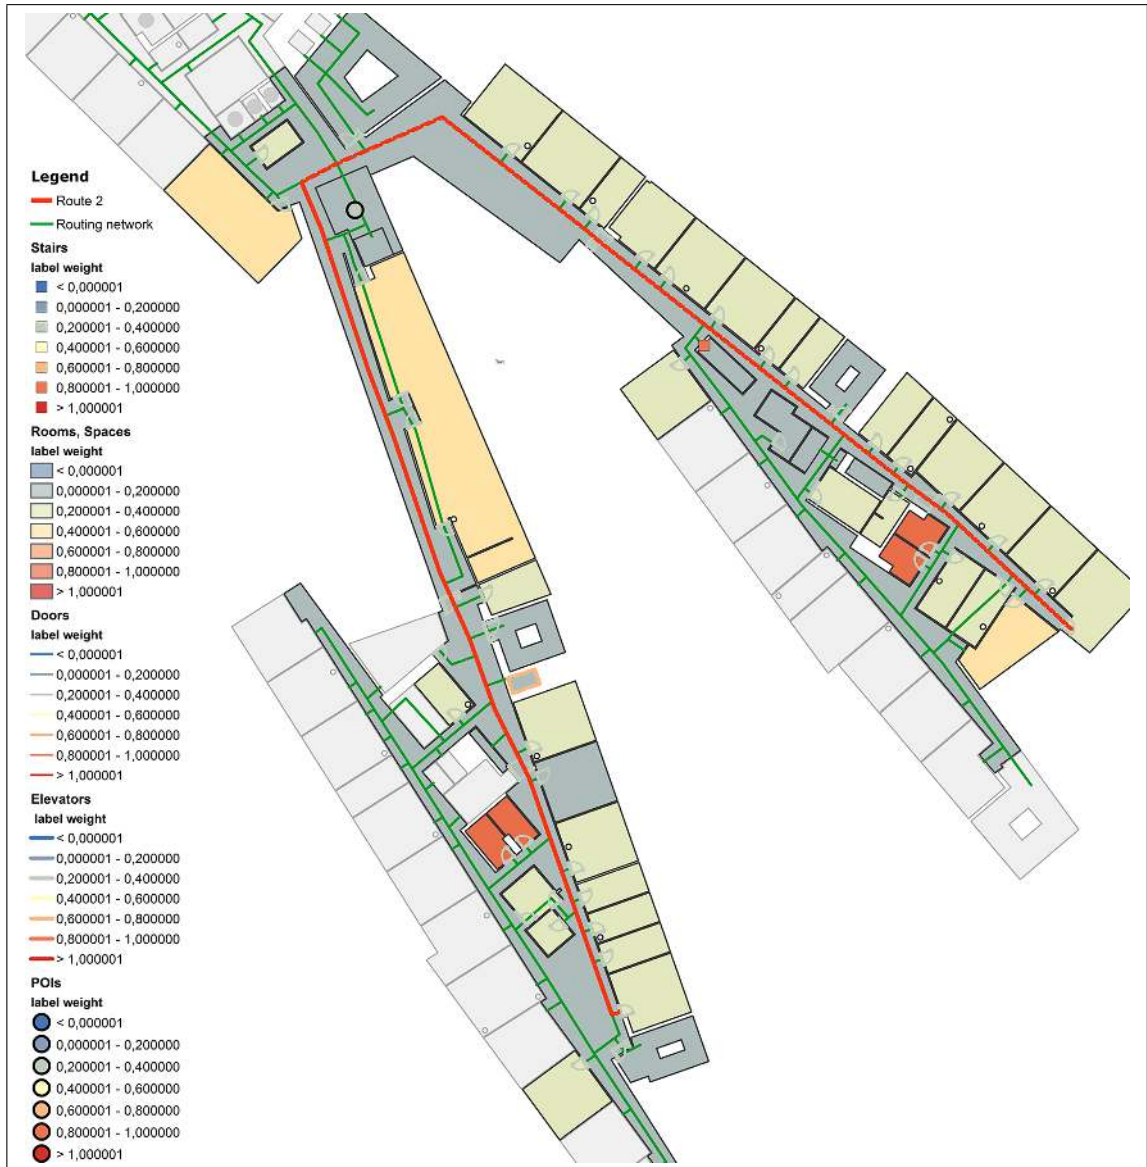 Legend
Route 2
Routing network
Stairs
label weight
< 0,000001
0,000001 - 0,200000
0,200001 - 0,400000
0,400001 - 0,600000
0,600001 - 0,800000
0,800001 - 1,000000
> 1,000001
Rooms, Spaces
label weight
< 0,000001
0,000001 - 0,200000
0,200001 - 0,400000
0,400001 - 0,600000
0,600001 - 0,800000
0,800001 - 1,000000
> 1,000001
Doors
label weight
< 0,000001
0,000001 - 0,200000
0,200001 - 0,400000
0,400001 - 0,600000
0,600001 - 0,800000
0,800001 - 1,000000
> 1,000001
Elevators
label weight
< 0,000001
0,000001 - 0,200000
0,200001 - 0,400000
0,400001 - 0,600000
0,600001 - 0,800000
0,800001 - 1,000000
> 1,000001
POIs
label weight
< 0,000001
0,000001 - 0,200000
0,200001 - 0,400000
0,400001 - 0,600000
0,600001 - 0,800000
0,800001 - 1,000000
> 1,000001